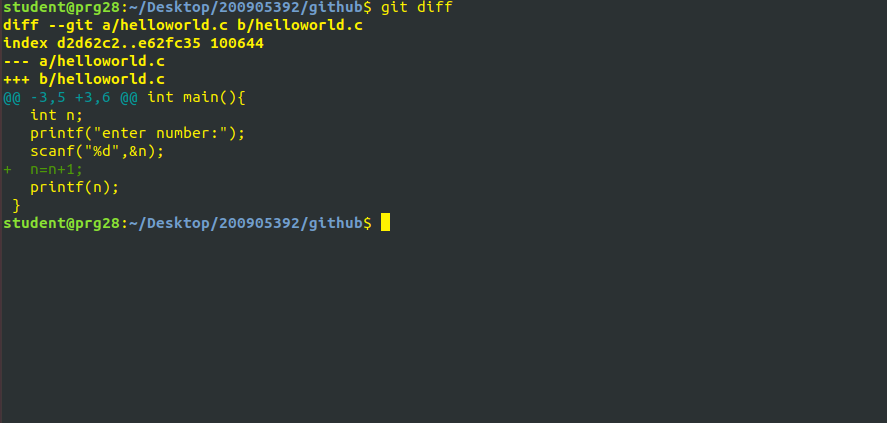 student@prg28:~/Desktop/200905392/github$ git diff
diff --git a/helloworld.c b/helloworld.c
index d2d62c2..e62fc35 100644
--- a/helloworld.c
+++ b/helloworld.c
@@ -3,5 +3,6 @@ int main(){
   int n;
   printf("enter number:");
   scanf("%d",&n);
+  n=n+1;
   printf(n);
 }
student@prg28:~/Desktop/200905392/github$